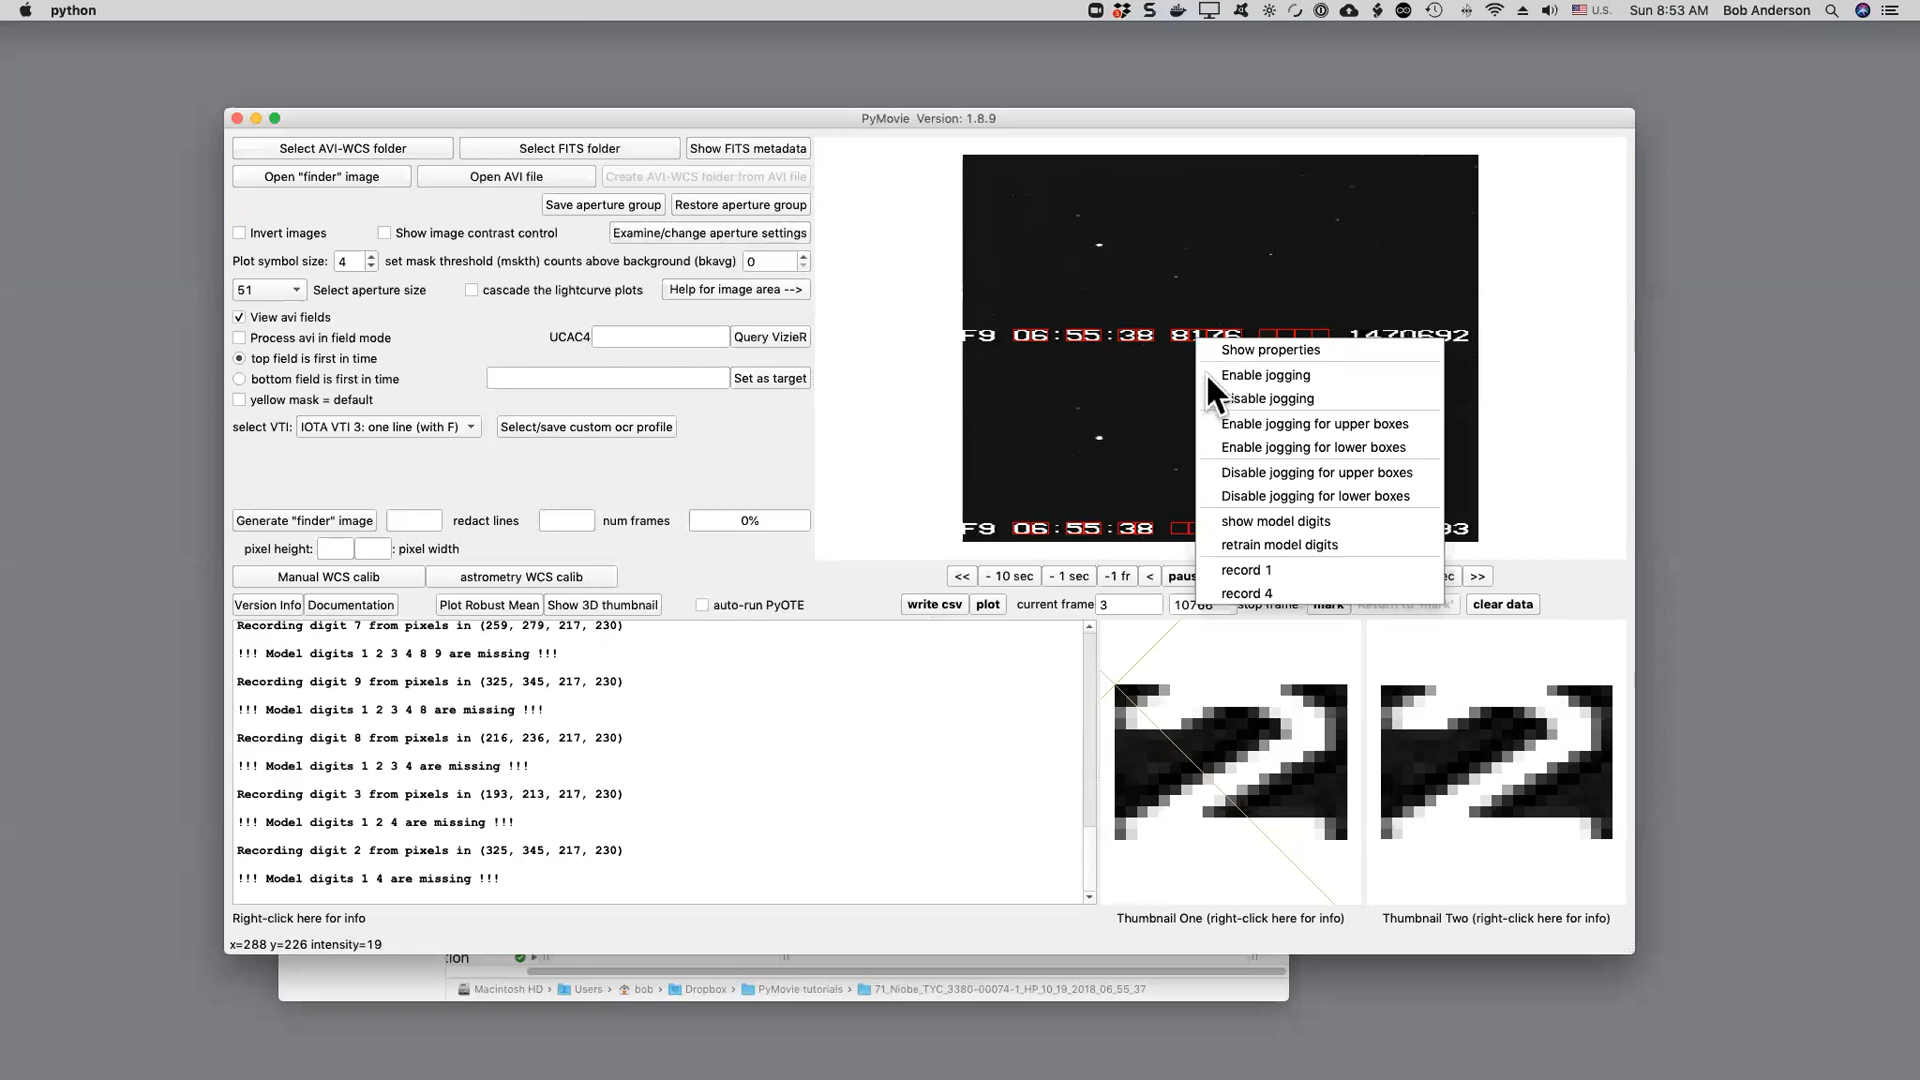 python
U.S. Sun 8:53 AM Bob Anderson
PyMovie Version: 1.8.9
Select AVI-WCS folder Select FITS folder Show FITS metadata
Open "finder" image Open AVI file Create AVI-WCS folder from AVI file
Save aperture group Restore aperture group
Invert images Show image contrast control Examine/change aperture settings
Plot symbol size: 4 set mask threshold (mskth) counts above background (bkavg) 0
51 Select aperture size cascade the lightcurve plots Help for image area -->
View avi fields
Process avi in field mode UCAC4 Query VizieR
top field is first in time
bottom field is first in time Set as target
yellow mask = default
select VTI: IOTA VTI 3: one line (with F) Select/save custom ocr profile
F9 06:55:38 8176 1470692
Show properties
Enable jogging
isable jogging
Enable jogging for upper boxes
Enable jogging for lower boxes
Disable jogging for upper boxes
Disable jogging for lower boxes
show model digits
retrain model digits
record 1
record 4
F9 06:55:38 93
Generate "finder" image redact lines num frames 0%
pixel height: : pixel width
Manual WCS calib astrometry WCS calib
<< - 10 sec - 1 sec -1 fr < paus ec >>
Version Info Documentation Plot Robust Mean Show 3D thumbnail auto-run PyOTE
write csv plot current frame 3 10766 stop frame mark Return to 'mark' clear data
Recording digit 7 from pixels in (259, 279, 217, 230)
!!! Model digits 1 2 3 4 8 9 are missing !!!
Recording digit 9 from pixels in (325, 345, 217, 230)
!!! Model digits 1 2 3 4 8 are missing !!!
Recording digit 8 from pixels in (216, 236, 217, 230)
!!! Model digits 1 2 3 4 are missing !!!
Recording digit 3 from pixels in (193, 213, 217, 230)
!!! Model digits 1 2 4 are missing !!!
Recording digit 2 from pixels in (325, 345, 217, 230)
!!! Model digits 1 4 are missing !!!
Right-click here for info
Thumbnail One (right-click here for info) Thumbnail Two (right-click here for info)
x=288 y=226 intensity=19
tion
Macintosh HD › Users › bob › Dropbox › PyMovie tutorials › 71_Niobe_TYC_3380-00074-1_HP_10_19_2018_06_55_37